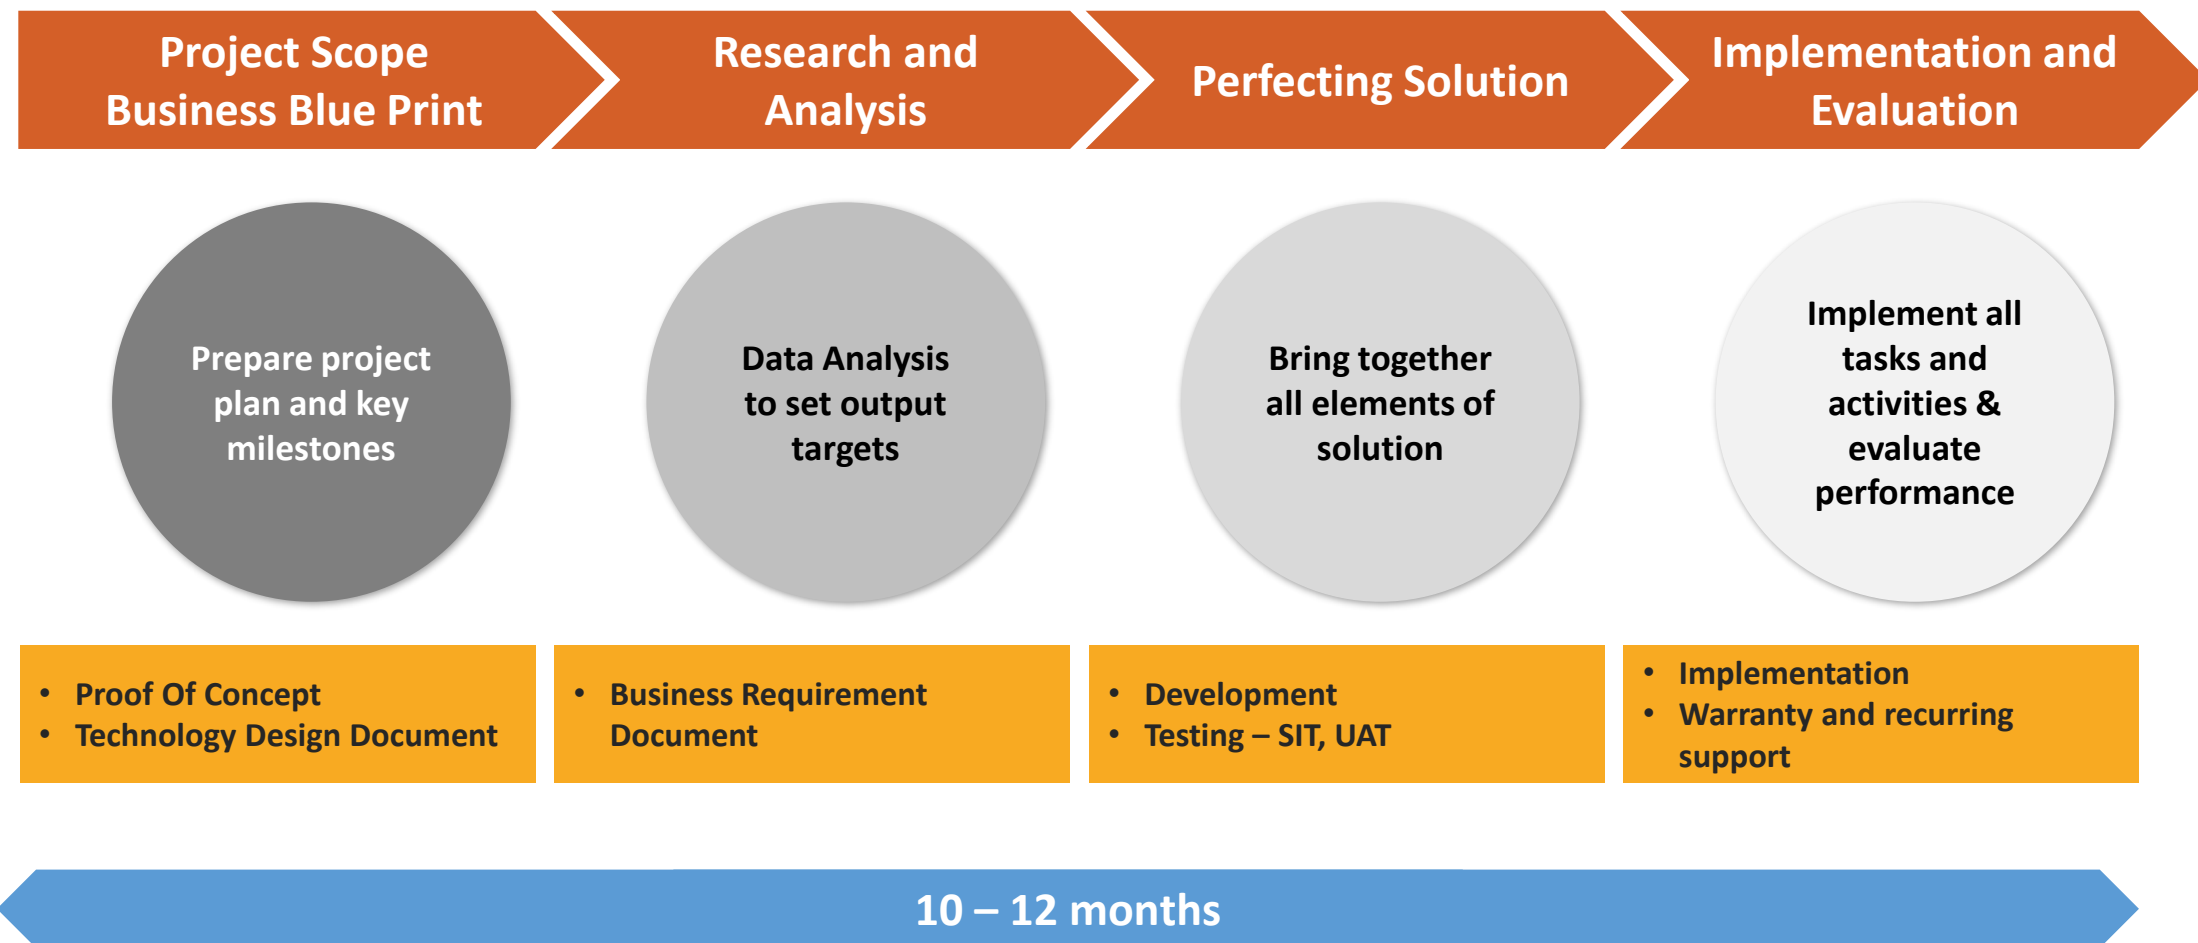 Project Scope
Business Blue Print
Research and
Analysis
Perfecting Solution
Implementation and
Evaluation
Prepare project
plan and key
milestones
Data Analysis
to set output
targets
Bring together
all elements of
solution
Implement all
tasks and
activities &
evaluate
performance
• Proof Of Concept
• Technology Design Document
• Business Requirement
Document
• Development
• Testing – SIT, UAT
• Implementation
• Warranty and recurring
support
10 – 12 months